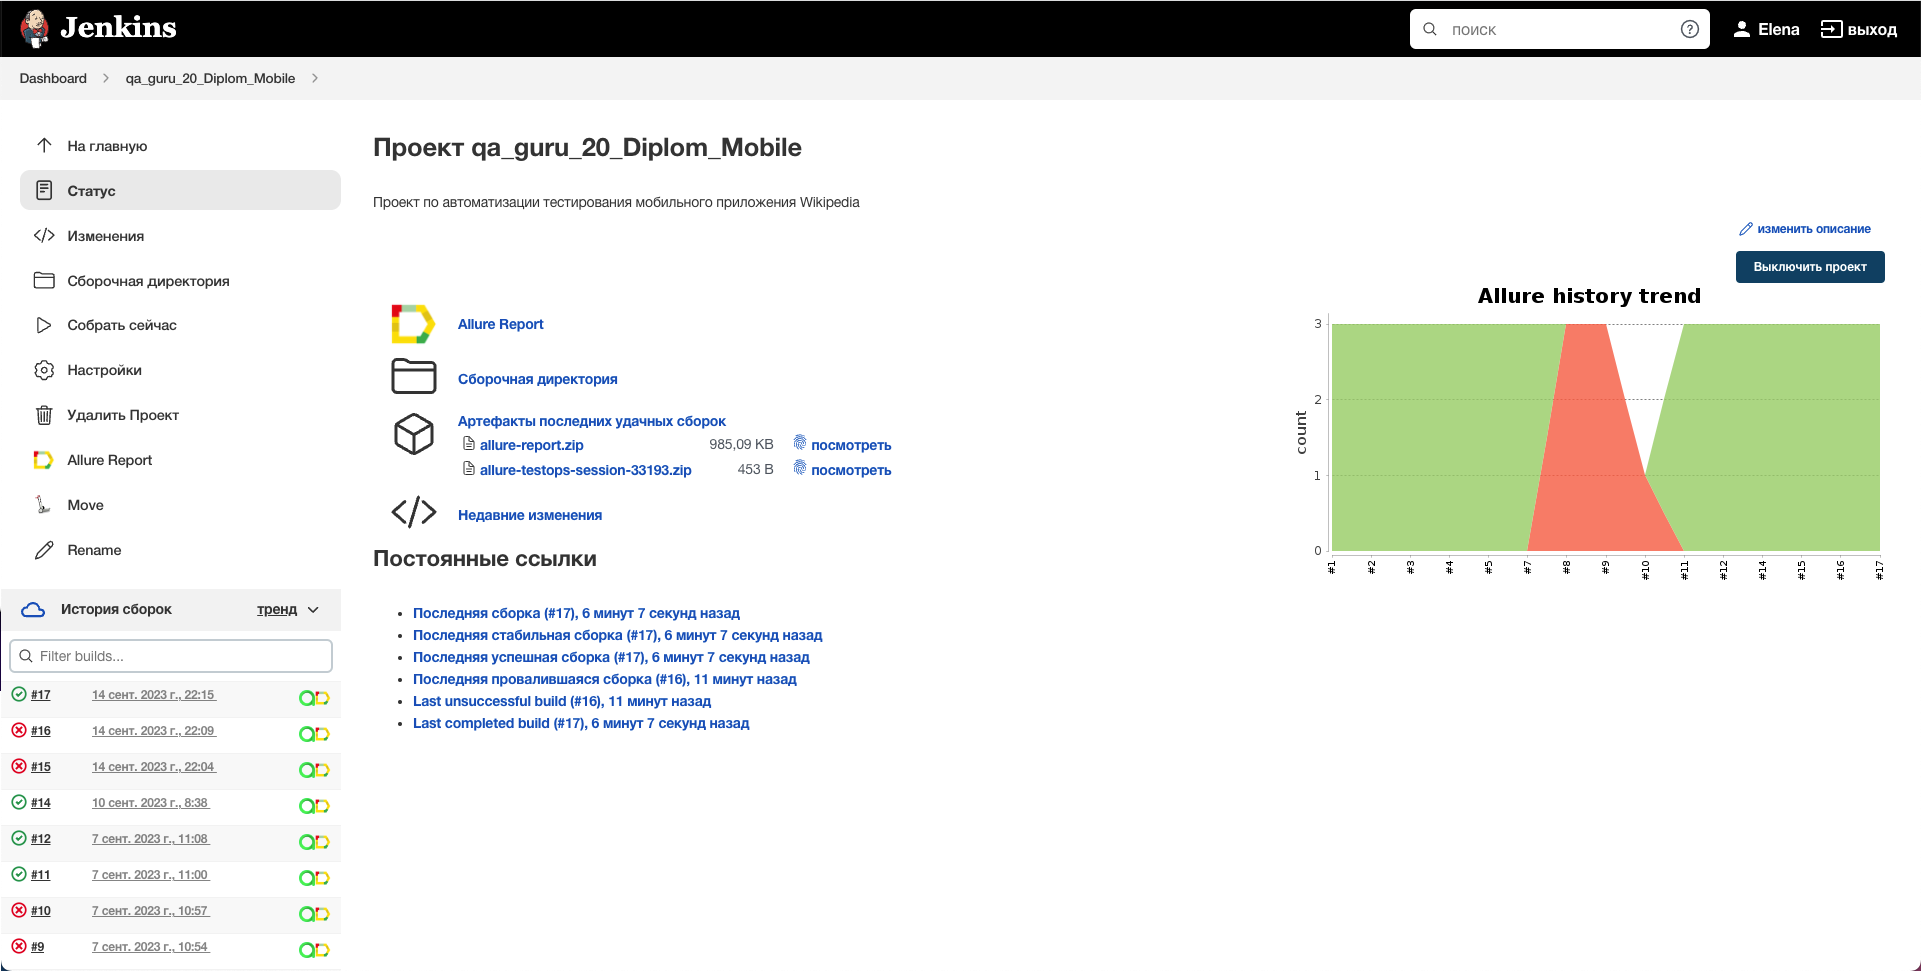 Jenkins
поиск
Elena
выход
Dashboard
qa_guru_20_Diplom_Mobile
На главную
Статус
Изменения
Сборочная директория
Собрать сейчас
Настройки
Удалить Проект
Allure Report
Move
Rename
История сборок
тренд
Filter builds...
#17 14 сент. 2023 г., 22:15
#16 14 сент. 2023 г., 22:09
#15 14 сент. 2023 г., 22:04
#14 10 сент. 2023 г., 8:38
#12 7 сент. 2023 г., 11:08
#11 7 сент. 2023 г., 11:00
#10 7 сент. 2023 г., 10:57
#9 7 сент. 2023 г., 10:54
Проект qa_guru_20_Diplom_Mobile
Проект по автоматизации тестирования мобильного приложения Wikipedia
изменить описание
Выключить проект
Allure Report
Сборочная директория
Артефакты последних удачных сборок
allure-report.zip 985,09 KB посмотреть
allure-testops-session-33193.zip 453 B посмотреть
Недавние изменения
Постоянные ссылки
Последняя сборка (#17), 6 минут 7 секунд назад
Последняя стабильная сборка (#17), 6 минут 7 секунд назад
Последняя успешная сборка (#17), 6 минут 7 секунд назад
Последняя провалившаяся сборка (#16), 11 минут назад
Last unsuccessful build (#16), 11 минут назад
Last completed build (#17), 6 минут 7 секунд назад
Allure history trend
count
3
2
1
0
#1 #2 #3 #4 #5 #7 #8 #9 #10 #11 #12 #14 #15 #16 #17